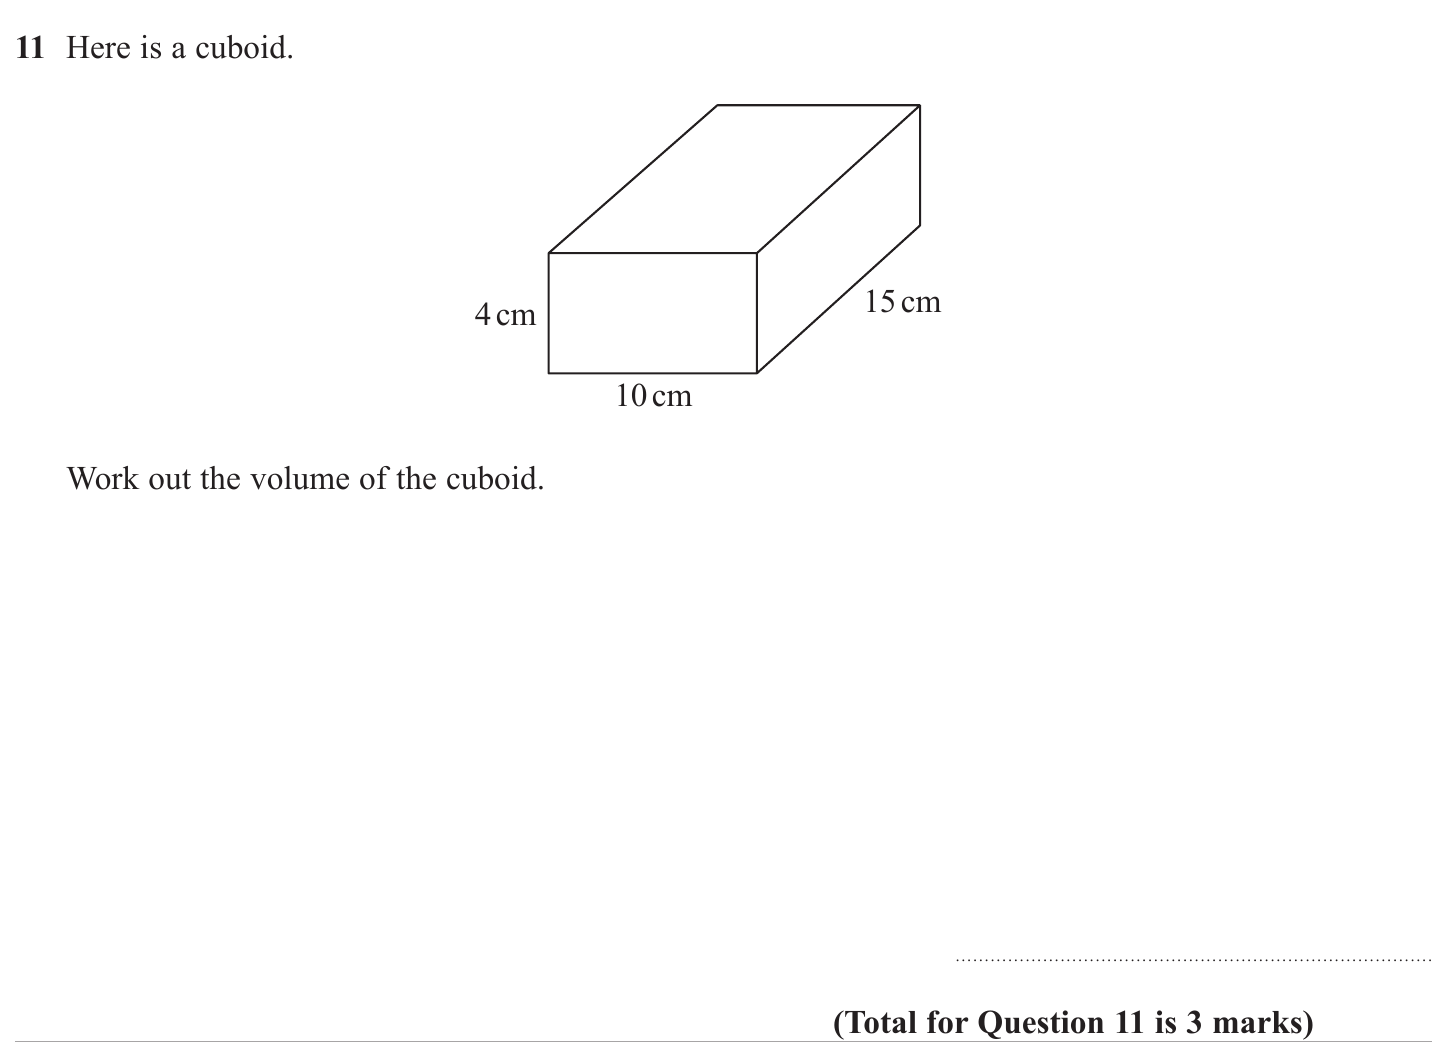 11 Here is a cuboid.
4 cm
15 cm
10 cm
Work out the volume of the cuboid.
(Total for Question 11 is 3 marks)